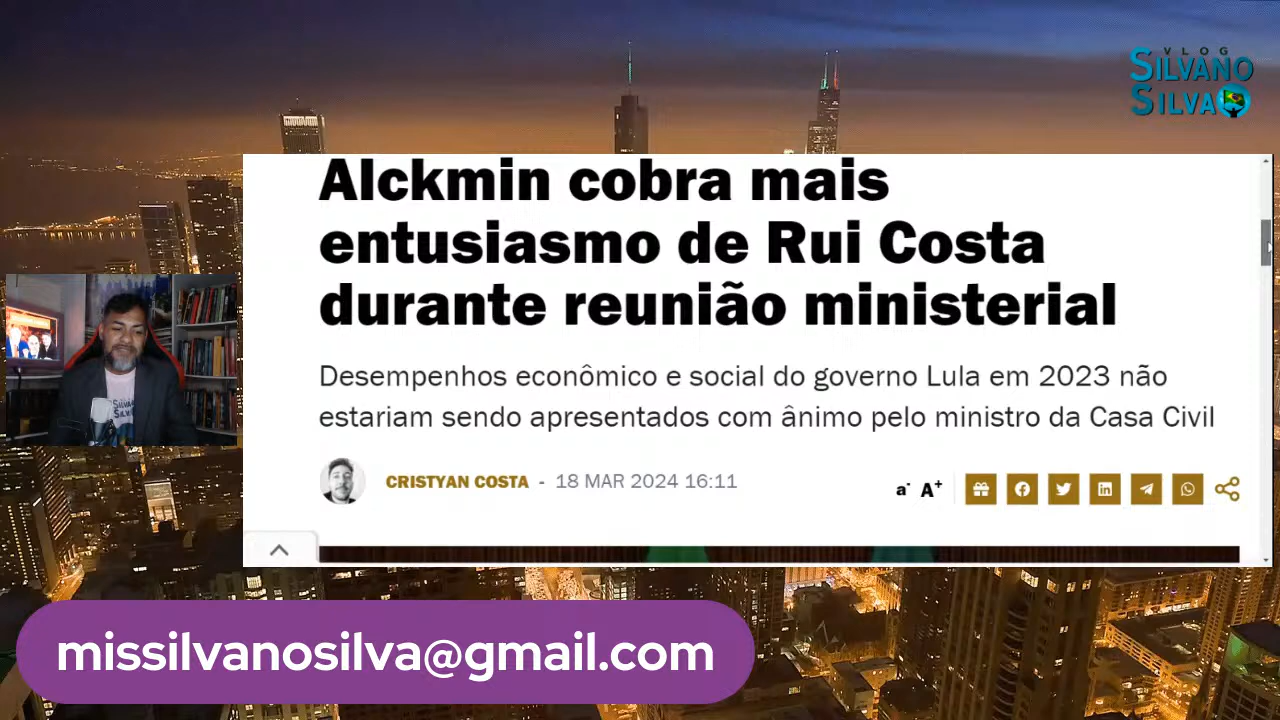 VLOG
SILVANO
SILVA
Alckmin cobra mais
entusiasmo de Rui Costa
durante reunião ministerial
Desempenhos econômico e social do governo Lula em 2023 não
estariam sendo apresentados com ânimo pelo ministro da Casa Civil
CRISTYAN COSTA - 18 MAR 2024 16:11
a- A+
missilvanosilva@gmail.com